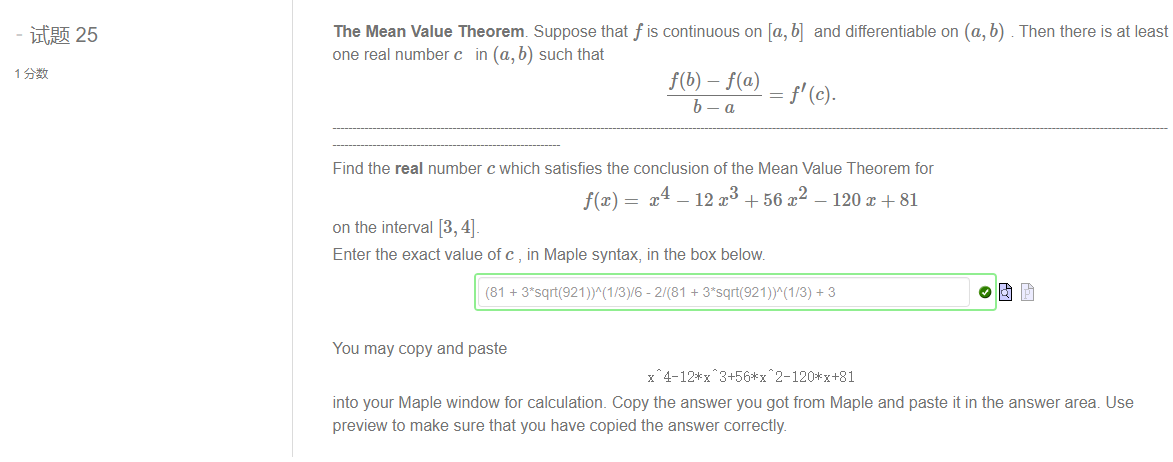 - 试题 25
1 分数
The Mean Value Theorem. Suppose that f is continuous on [a, b] and differentiable on (a, b) . Then there is at least
one real number c in (a, b) such that
f(b) − f(a)
b − a
= f′(c).
Find the real number c which satisfies the conclusion of the Mean Value Theorem for
f(x) = x^4 − 12 x^3 + 56 x^2 − 120 x + 81
on the interval [3, 4].
Enter the exact value of c , in Maple syntax, in the box below.
(81 + 3*sqrt(921))^(1/3)/6 - 2/(81 + 3*sqrt(921))^(1/3) + 3
You may copy and paste
x^4-12*x^3+56*x^2-120*x+81
into your Maple window for calculation. Copy the answer you got from Maple and paste it in the answer area. Use
preview to make sure that you have copied the answer correctly.